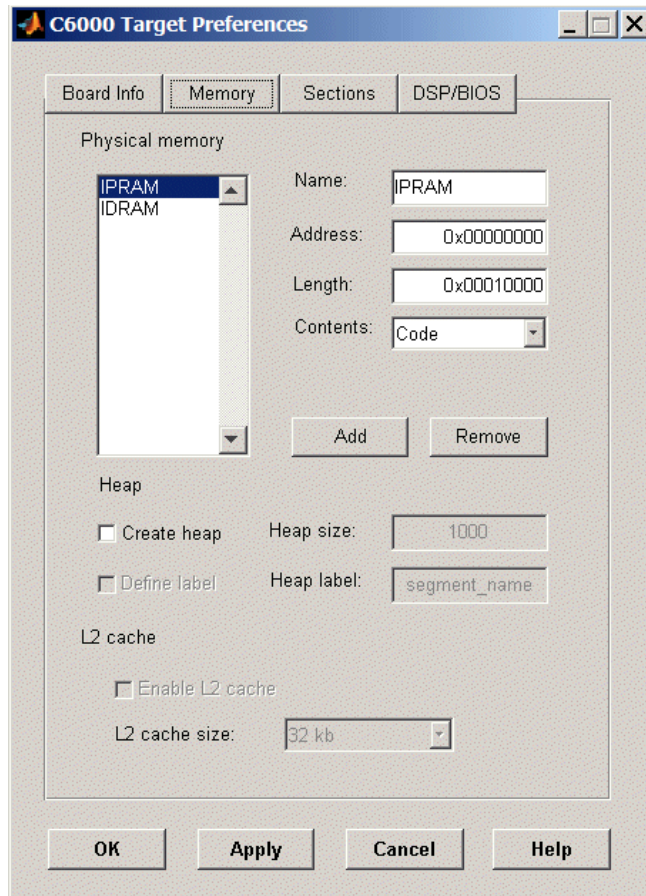 C6000 Target Preferences
Board Info Memory Sections DSP/BIOS
Physical memory
IPRAM
IDRAM
Name: IPRAM
Address: 0x00000000
Length: 0x00010000
Contents: Code
Add Remove
Heap
Create heap Heap size: 1000
Define label Heap label: segment_name
L2 cache
Enable L2 cache
L2 cache size: 32 kb
OK Apply Cancel Help